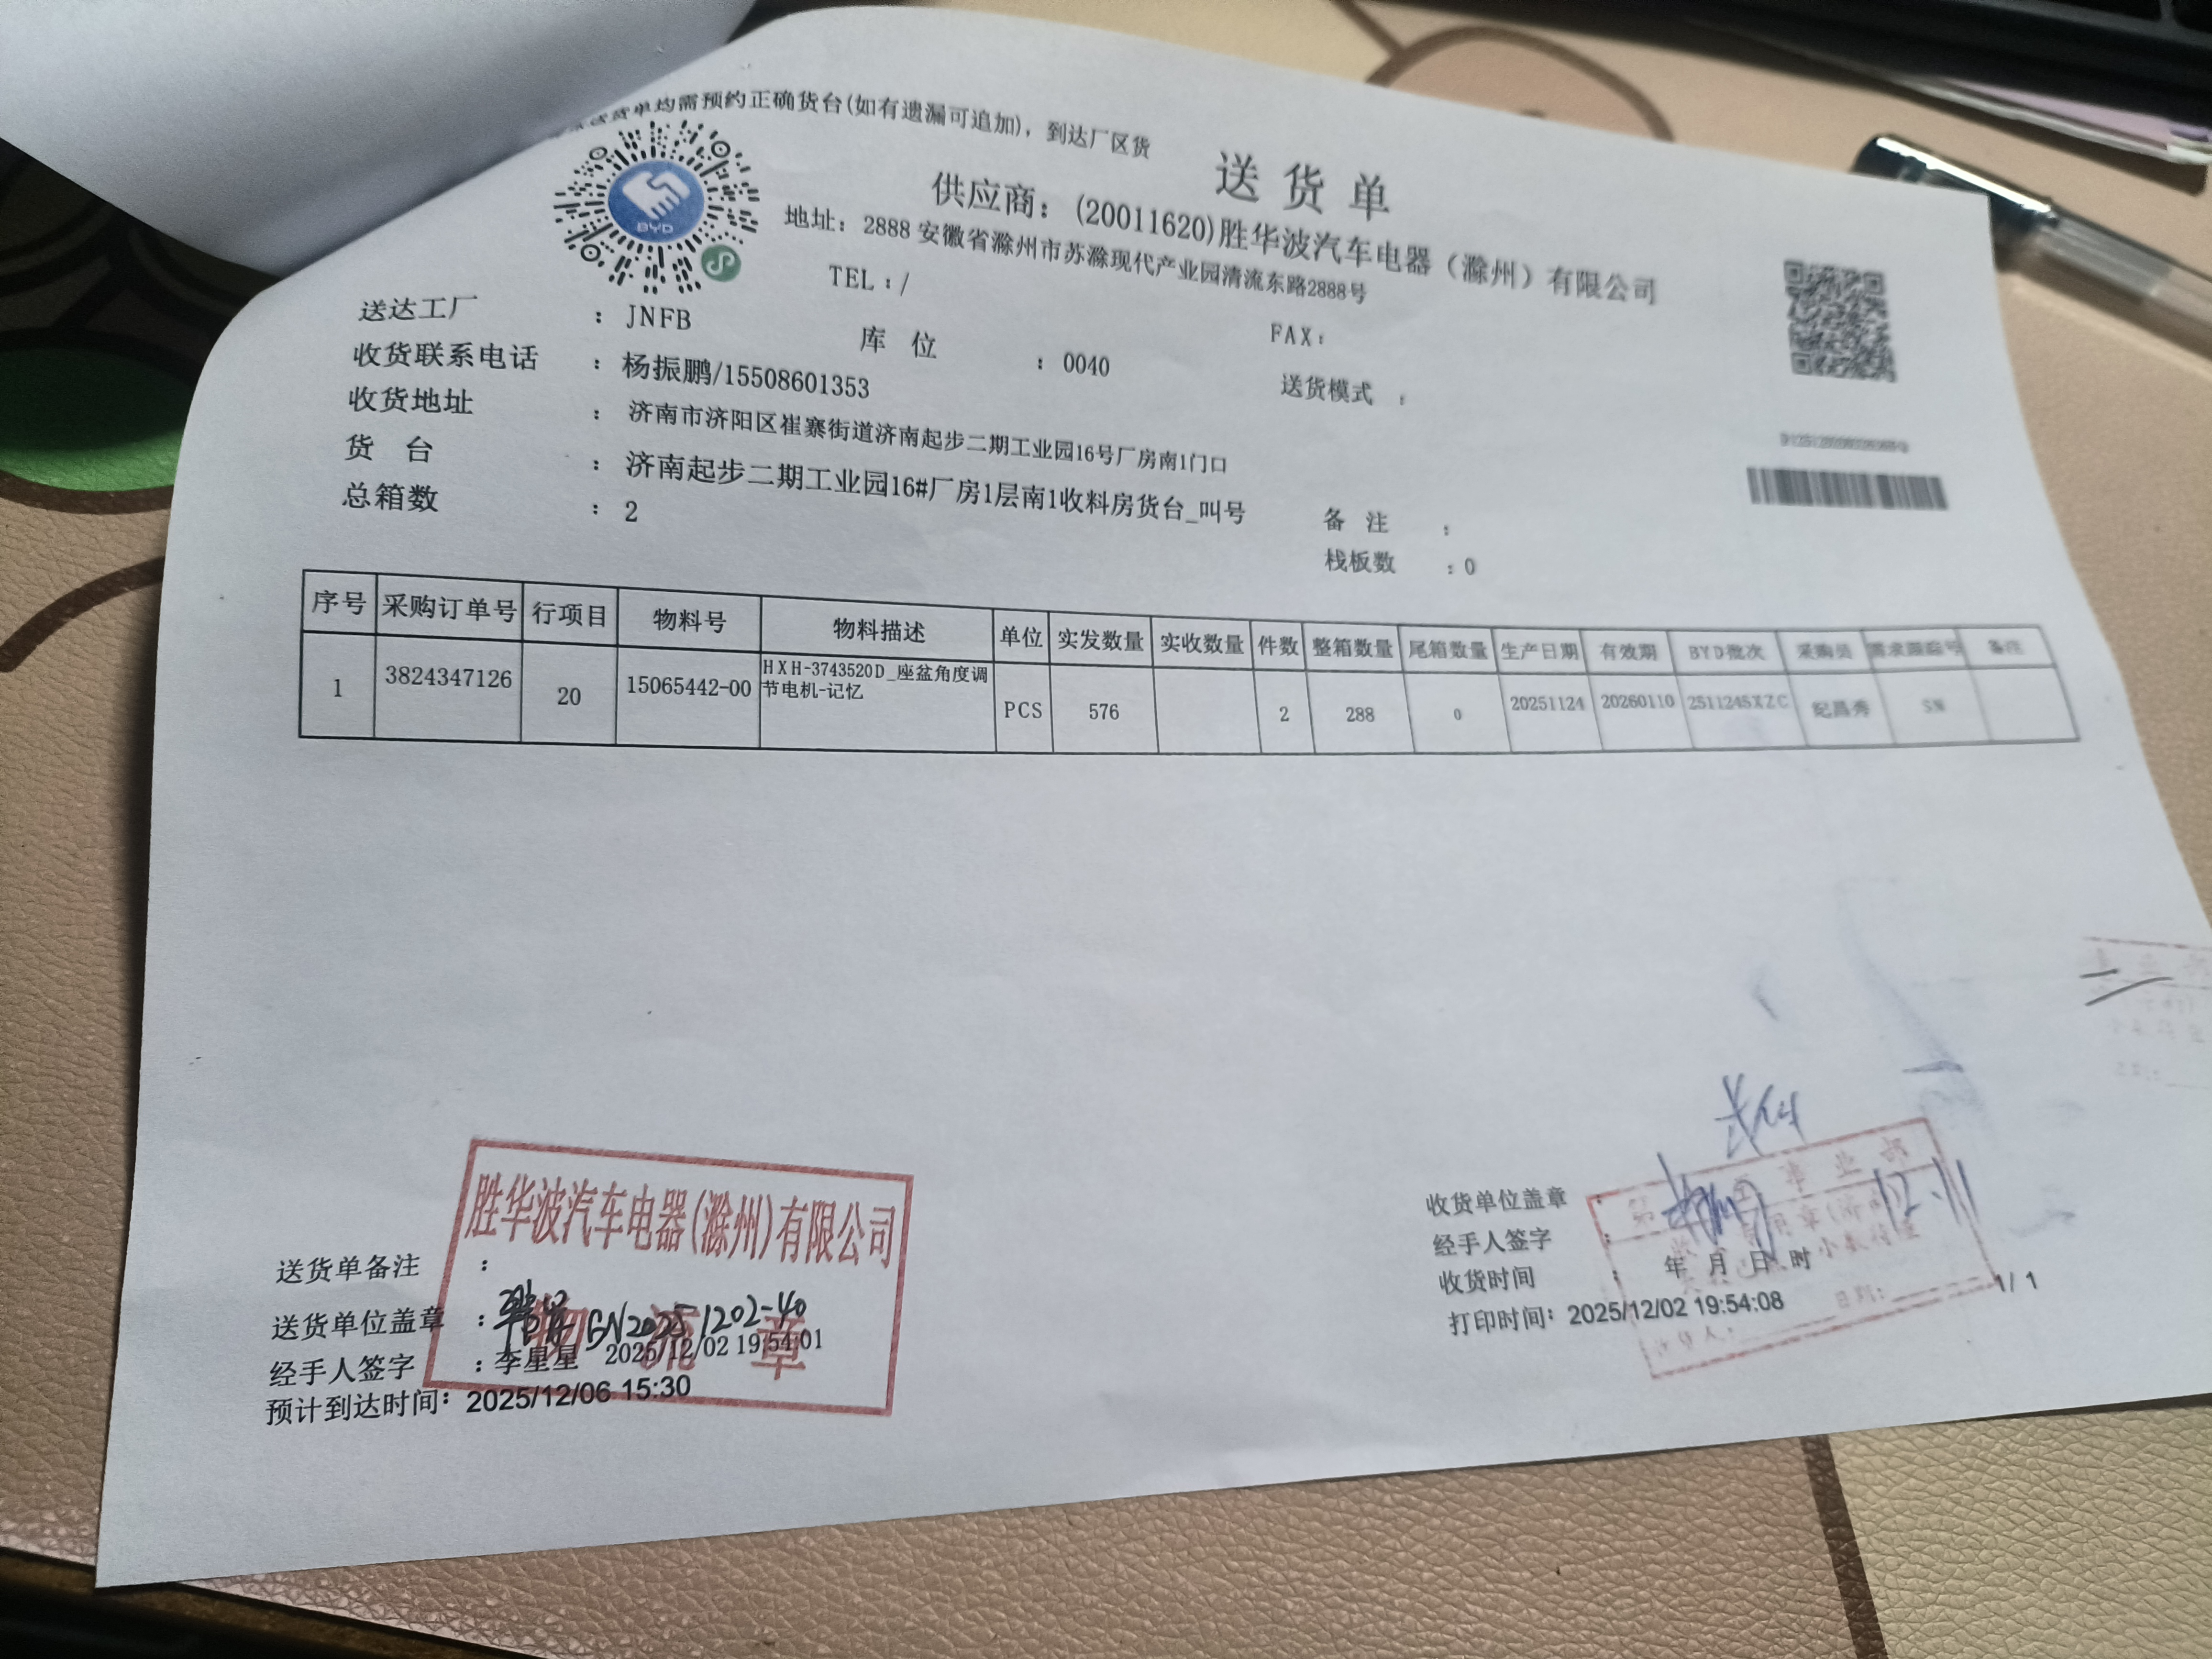 货单均需预约正确货台(如有遗漏可追加)，到达厂区货
送 货 单
供应商：(20011620)胜华波汽车电器（滁州）有限公司
地址：2888 安徽省滁州市苏滁现代产业园清流东路2888号
TEL：/
FAX：
BYD
送达工厂 ：JNFB
库 位 ：0040
送货模式 ：
收货联系电话 ：杨振鹏/15508601353
收货地址 ：济南市济阳区崔寨街道济南起步二期工业园16号厂房南1门口
货 台 ：济南起步二期工业园16#厂房1层南1收料房货台_叫号
备 注 ：
总箱数 ：2
栈板数 ：0
序号 采购订单号 行项目 物料号 物料描述 单位 实发数量 实收数量 件数 整箱数量 尾箱数量 生产日期 有效期 BYD批次 采购员 需求跟踪号 备注
1 3824347126 20 15065442-00 HXH-3743520D_座盆角度调节电机-记忆 PCS 576 2 288 0 20251124 20260110 251124SXZC 纪昌秀 SN
胜华波汽车电器(滁州)有限公司
物流章
送货单备注 ：
送货单位盖章 ： GN20251202-40
经手人签字 ：李星星 2025/12/02 19:54:01
预计到达时间：2025/12/06 15:30
事业部
收货单位盖章 ： 12.11
经手人签字 ：
收货时间 ： 年 月 日 时
打印时间：2025/12/02 19:54:08
1/ 1